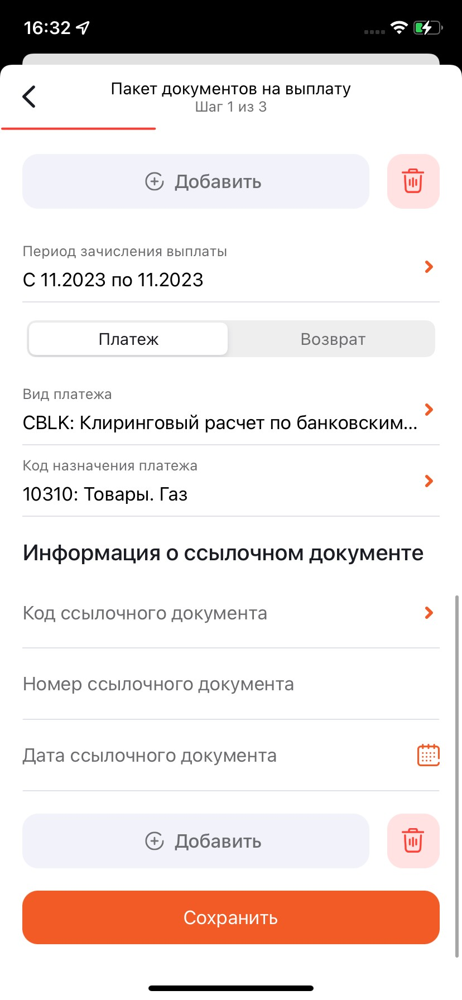 16:32
Пакет документов на выплату
Шаг 1 из 3
Добавить
Период зачисления выплаты
С 11.2023 по 11.2023
Платеж
Возврат
Вид платежа
CBLK: Клиринговый расчет по банковским...
Код назначения платежа
10310: Товары. Газ
Информация о ссылочном документе
Код ссылочного документа
Номер ссылочного документа
Дата ссылочного документа
Добавить
Сохранить